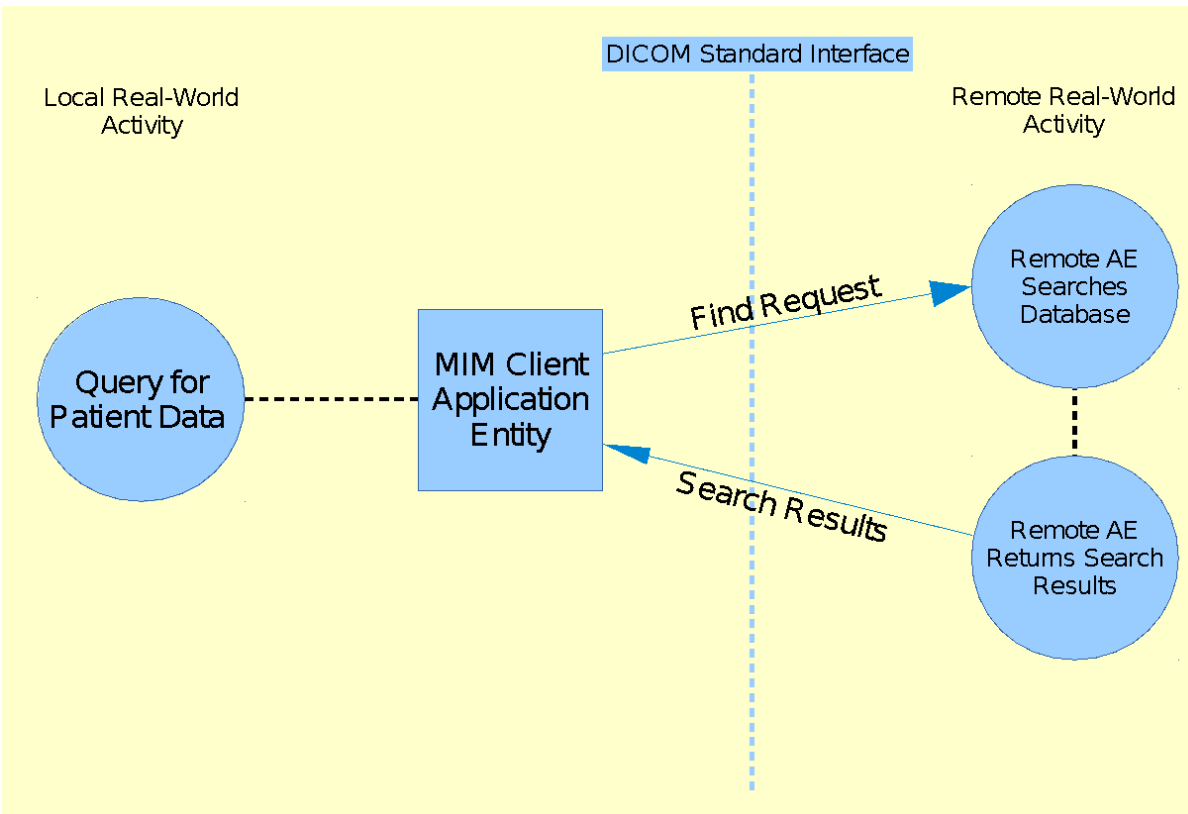 DICOM Standard Interface
Local Real-World
Activity
Remote Real-World
Activity
Remote AE
Searches
Database
Find Request
MIM Client
Application
Entity
Query for
Patient Data
Search Results
Remote AE
Returns Search
Results